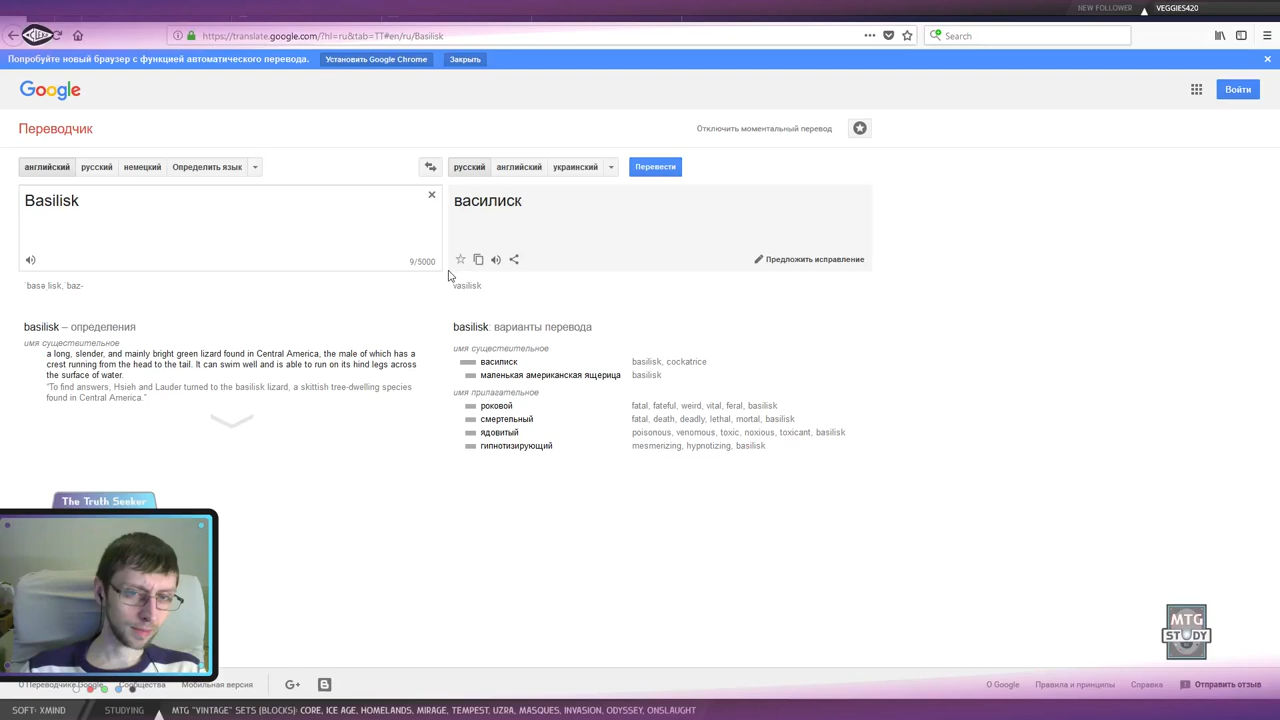 NEW FOLLOWER VEGGIES420
https://translate.google.com/?hl=ru&tab=TT#en/ru/Basilisk
Search
Попробуйте новый браузер с функцией автоматического перевода. Установить Google Chrome Закрыть
Google
Войти
Переводчик
Отключить моментальный перевод
английский русский немецкий Определить язык
русский английский украинский Перевести
Basilisk
василиск
9/5000
Предложить исправление
ˈbasəˌlisk, ˈbaz-
vasilisk
basilisk – определения
имя существительное
a long, slender, and mainly bright green lizard found in Central America, the male of which has a
crest running from the head to the tail. It can swim well and is able to run on its hind legs across
the surface of water.
"To find answers, Hsieh and Lauder turned to the basilisk lizard, a skittish tree-dwelling species
found in Central America."
basilisk: варианты перевода
имя существительное
василиск basilisk, cockatrice
маленькая американская ящерица basilisk
имя прилагательное
роковой fatal, fateful, weird, vital, feral, basilisk
смертельный fatal, death, deadly, lethal, mortal, basilisk
ядовитый poisonous, venomous, toxic, noxious, toxicant, basilisk
гипнотизирующий mesmerizing, hypnotizing, basilisk
The Truth Seeker
MTG
STUDY
О Переводчике Google Сообщества Мобильная версия G+
О Google Правила и принципы Справка Отправить отзыв
SOFT: XMIND STUDYING MTG "VINTAGE" SETS (BLOCKS): CORE, ICE AGE, HOMELANDS, MIRAGE, TEMPEST, UZRA, MASQUES, INVASION, ODYSSEY, ONSLAUGHT